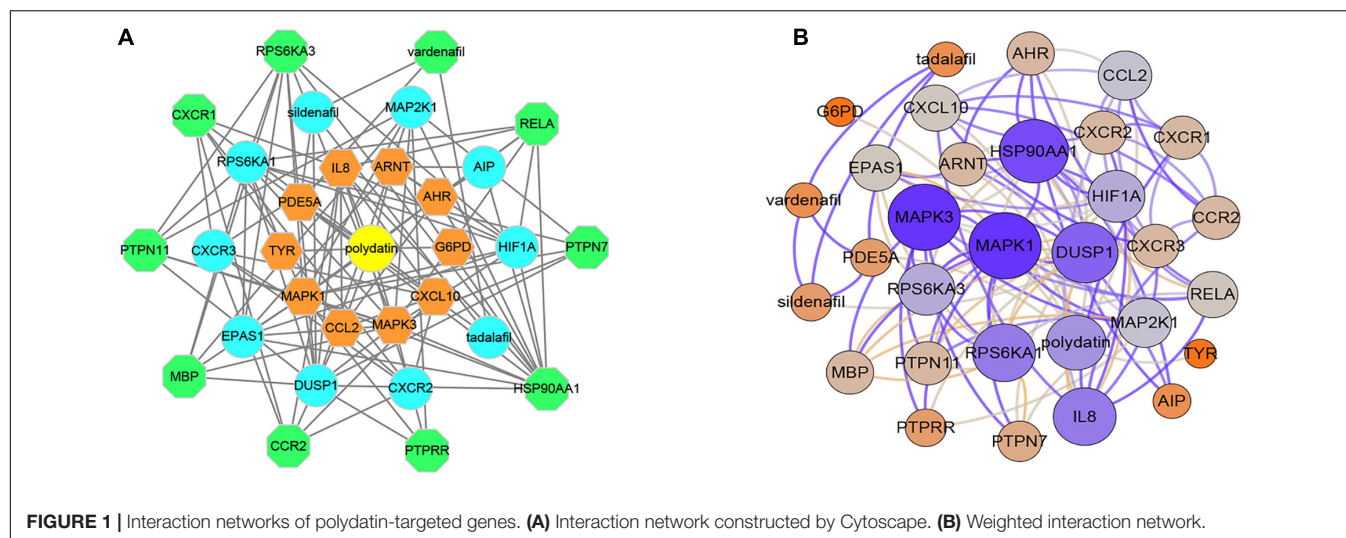 A
RPS6KA3
vardenafil
sildenafil
MAP2K1
CXCR1
RELA
RPS6KA1
IL8
ARNT
AIP
PDE5A
AHR
PTPN11
CXCR3
TYR
polydatin
G6PD
HIF1A
PTPN7
MAPK1
CXCL10
CCL2
MAPK3
EPAS1
tadalafil
MBP
DUSP1
CXCR2
HSP90AA1
CCR2
PTPRR
B
tadalafil
AHR
CCL2
G6PD
CXCL10
CXCR2
CXCR1
HSP90AA1
EPAS1
ARNT
HIF1A
vardenafil
MAPK3
CCR2
MAPK1
DUSP1
CXCR3
PDE5A
RPS6KA3
sildenafil
RELA
MAP2K1
polydatin
RPS6KA1
TYR
MBP
PTPN11
AIP
IL8
PTPRR
PTPN7
FIGURE 1 | Interaction networks of polydatin-targeted genes. (A) Interaction network constructed by Cytoscape. (B) Weighted interaction network.